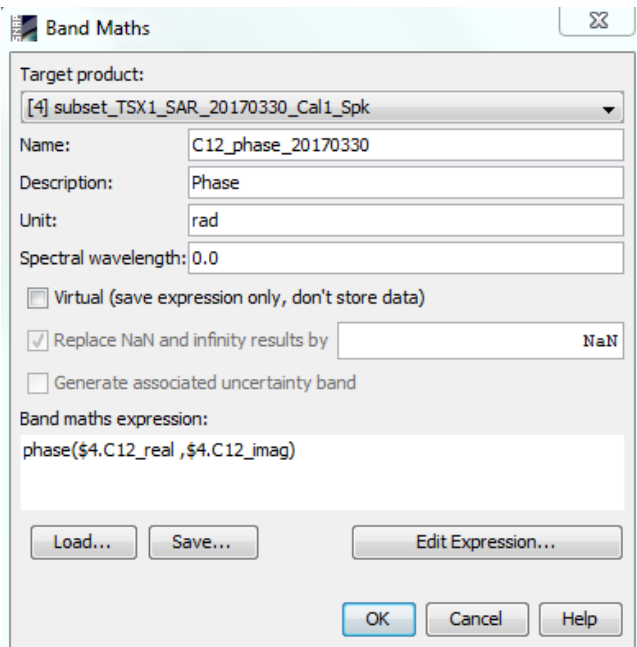 Band Maths
Target product:
[4] subset_TSX1_SAR_20170330_Cal1_Spk
Name: C12_phase_20170330
Description: Phase
Unit: rad
Spectral wavelength: 0.0
Virtual (save expression only, don't store data)
Replace NaN and infinity results by NaN
Generate associated uncertainty band
Band maths expression:
phase($4.C12_real ,$4.C12_imag)
Load... Save... Edit Expression...
OK Cancel Help